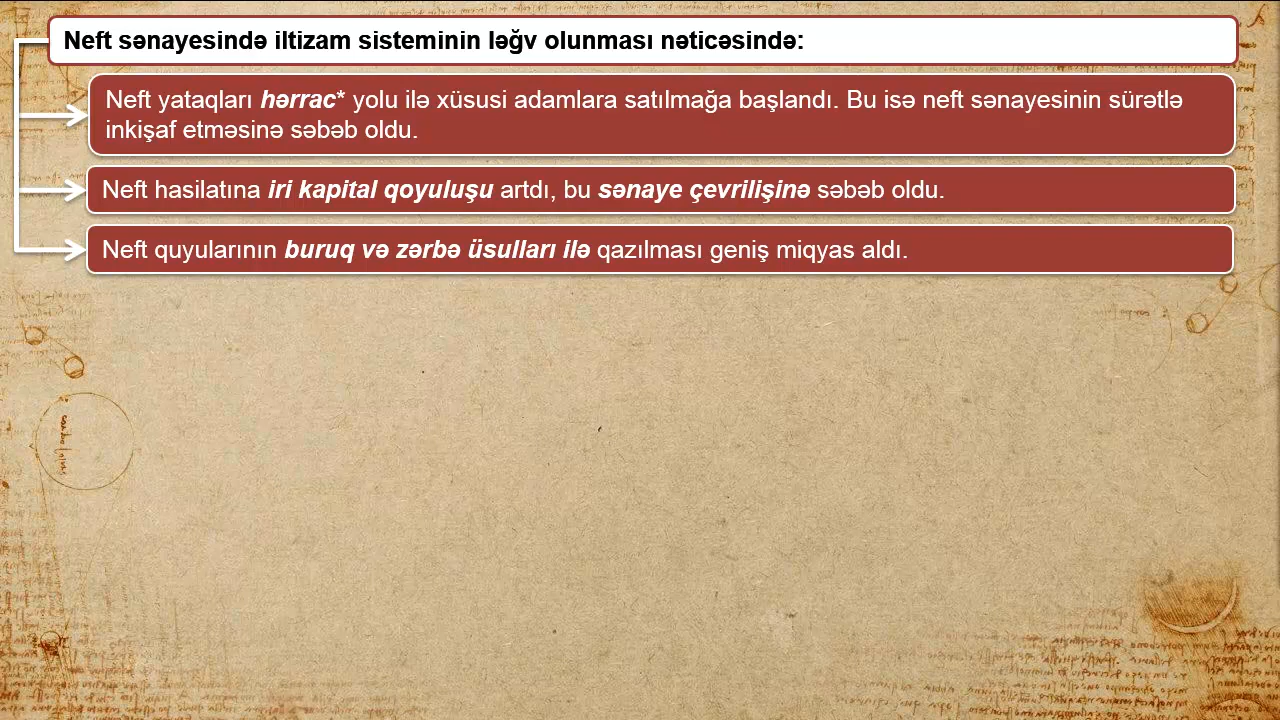 Neft sənayesində iltizam sisteminin ləğv olunması nəticəsində:
Neft yataqları hərrac* yolu ilə xüsusi adamlara satılmağa başlandı. Bu isə neft sənayesinin sürətlə
inkişaf etməsinə səbəb oldu.
Neft hasilatına iri kapital qoyuluşu artdı, bu sənaye çevrilişinə səbəb oldu.
Neft quyularının buruq və zərbə üsulları ilə qazılması geniş miqyas aldı.